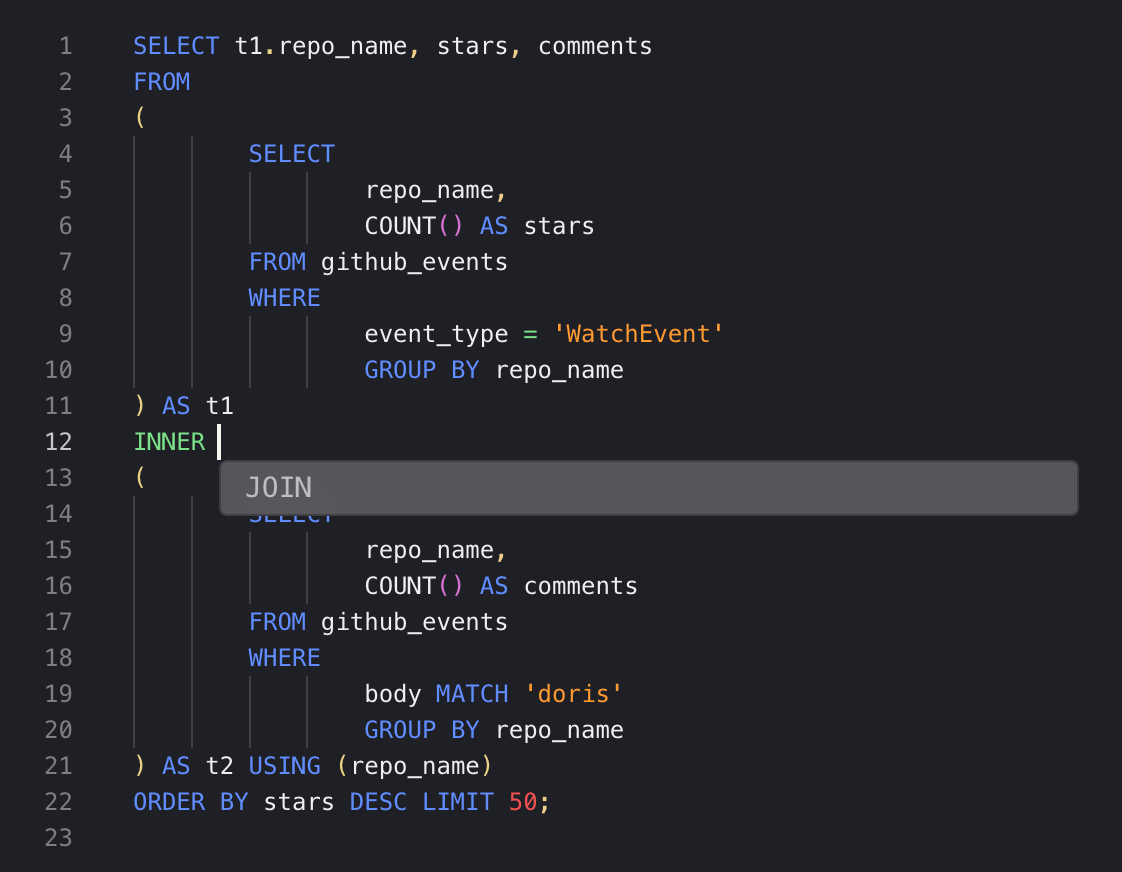 1 SELECT t1.repo_name, stars, comments
2 FROM
3 (
4 SELECT
5 repo_name,
6 COUNT() AS stars
7 FROM github_events
8 WHERE
9 event_type = 'WatchEvent'
10 GROUP BY repo_name
11 ) AS t1
12 INNER
13 (
JOIN
14 SELECT
15 repo_name,
16 COUNT() AS comments
17 FROM github_events
18 WHERE
19 body MATCH 'doris'
20 GROUP BY repo_name
21 ) AS t2 USING (repo_name)
22 ORDER BY stars DESC LIMIT 50;
23